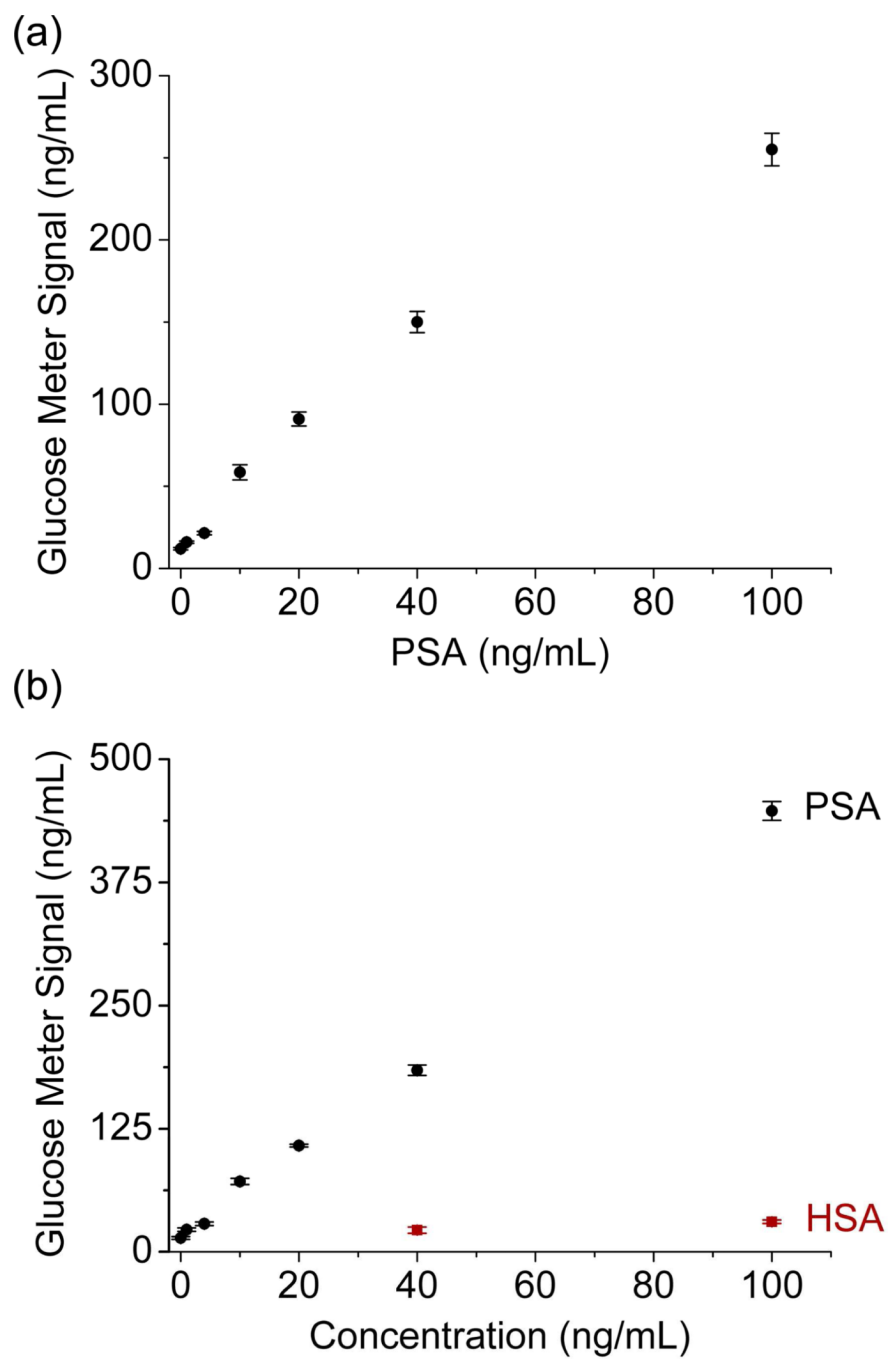 (a)
Glucose Meter Signal (ng/mL)
300
200
100
0
0 20 40 60 80 100
PSA (ng/mL)
(b)
Glucose Meter Signal (ng/mL)
500
375
250
125
0
PSA
HSA
0 20 40 60 80 100
Concentration (ng/mL)